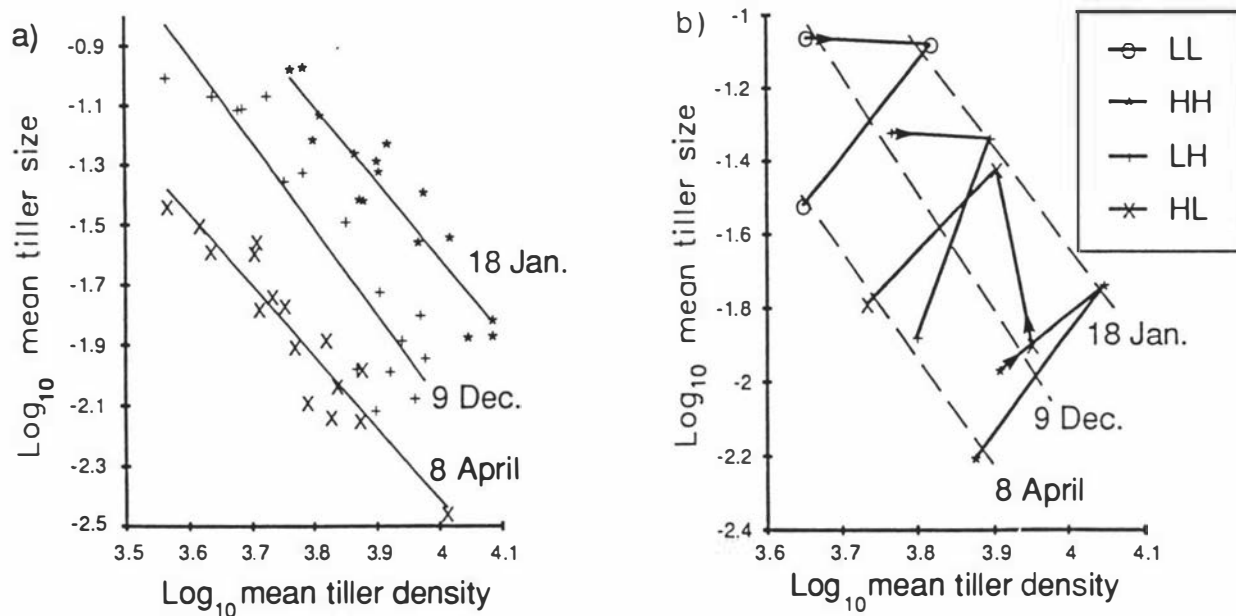 a)
Log10 mean tiller size
-0.9
-1.1
-1.3
-1.5
-1.7
-1.9
-2.1
-2.3
-2.5
3.5 3.6 3.7 3.8 3.9 4 4.1
Log10 mean tiller density
18 Jan.
9 Dec.
8 April
b)
Log10 mean tiller size
-1
-1.2
-1.4
-1.6
-1.8
-2
-2.2
-2.4
3.6 3.7 3.8 3.9 4 4.1
Log10 mean tiller density
18 Jan.
9 Dec.
8 April
LL
HH
LH
HL